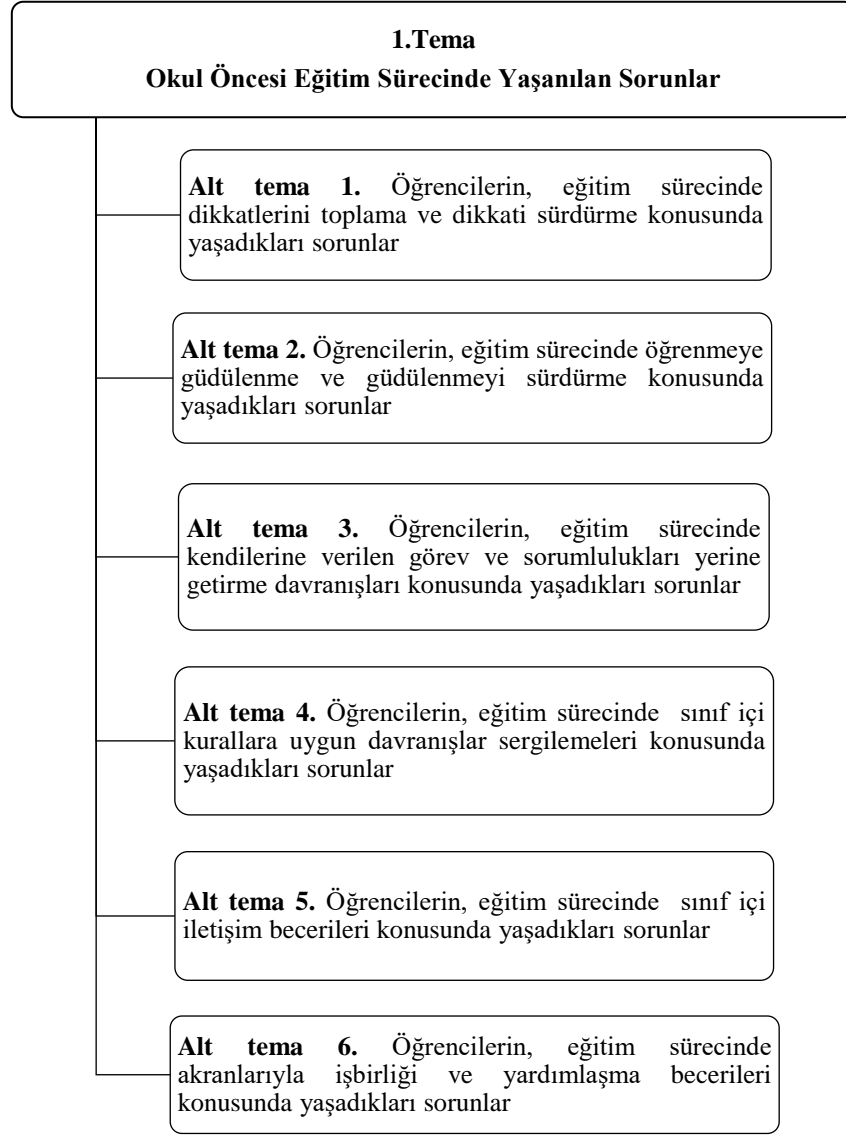 1.Tema
Okul Öncesi Eğitim Sürecinde Yaşanılan Sorunlar
Alt tema 1. Öğrencilerin, eğitim sürecinde
dikkatlerini toplama ve dikkati sürdürme konusunda
yaşadıkları sorunlar
Alt tema 2. Öğrencilerin, eğitim sürecinde öğrenmeye
güdülenme ve güdülenmeyi sürdürme konusunda
yaşadıkları sorunlar
Alt tema 3. Öğrencilerin, eğitim sürecinde
kendilerine verilen görev ve sorumlulukları yerine
getirme davranışları konusunda yaşadıkları sorunlar
Alt tema 4. Öğrencilerin, eğitim sürecinde sınıf içi
kurallara uygun davranışlar sergilemeleri konusunda
yaşadıkları sorunlar
Alt tema 5. Öğrencilerin, eğitim sürecinde sınıf içi
iletişim becerileri konusunda yaşadıkları sorunlar
Alt tema 6. Öğrencilerin, eğitim sürecinde
akranlarıyla işbirliği ve yardımlaşma becerileri
konusunda yaşadıkları sorunlar